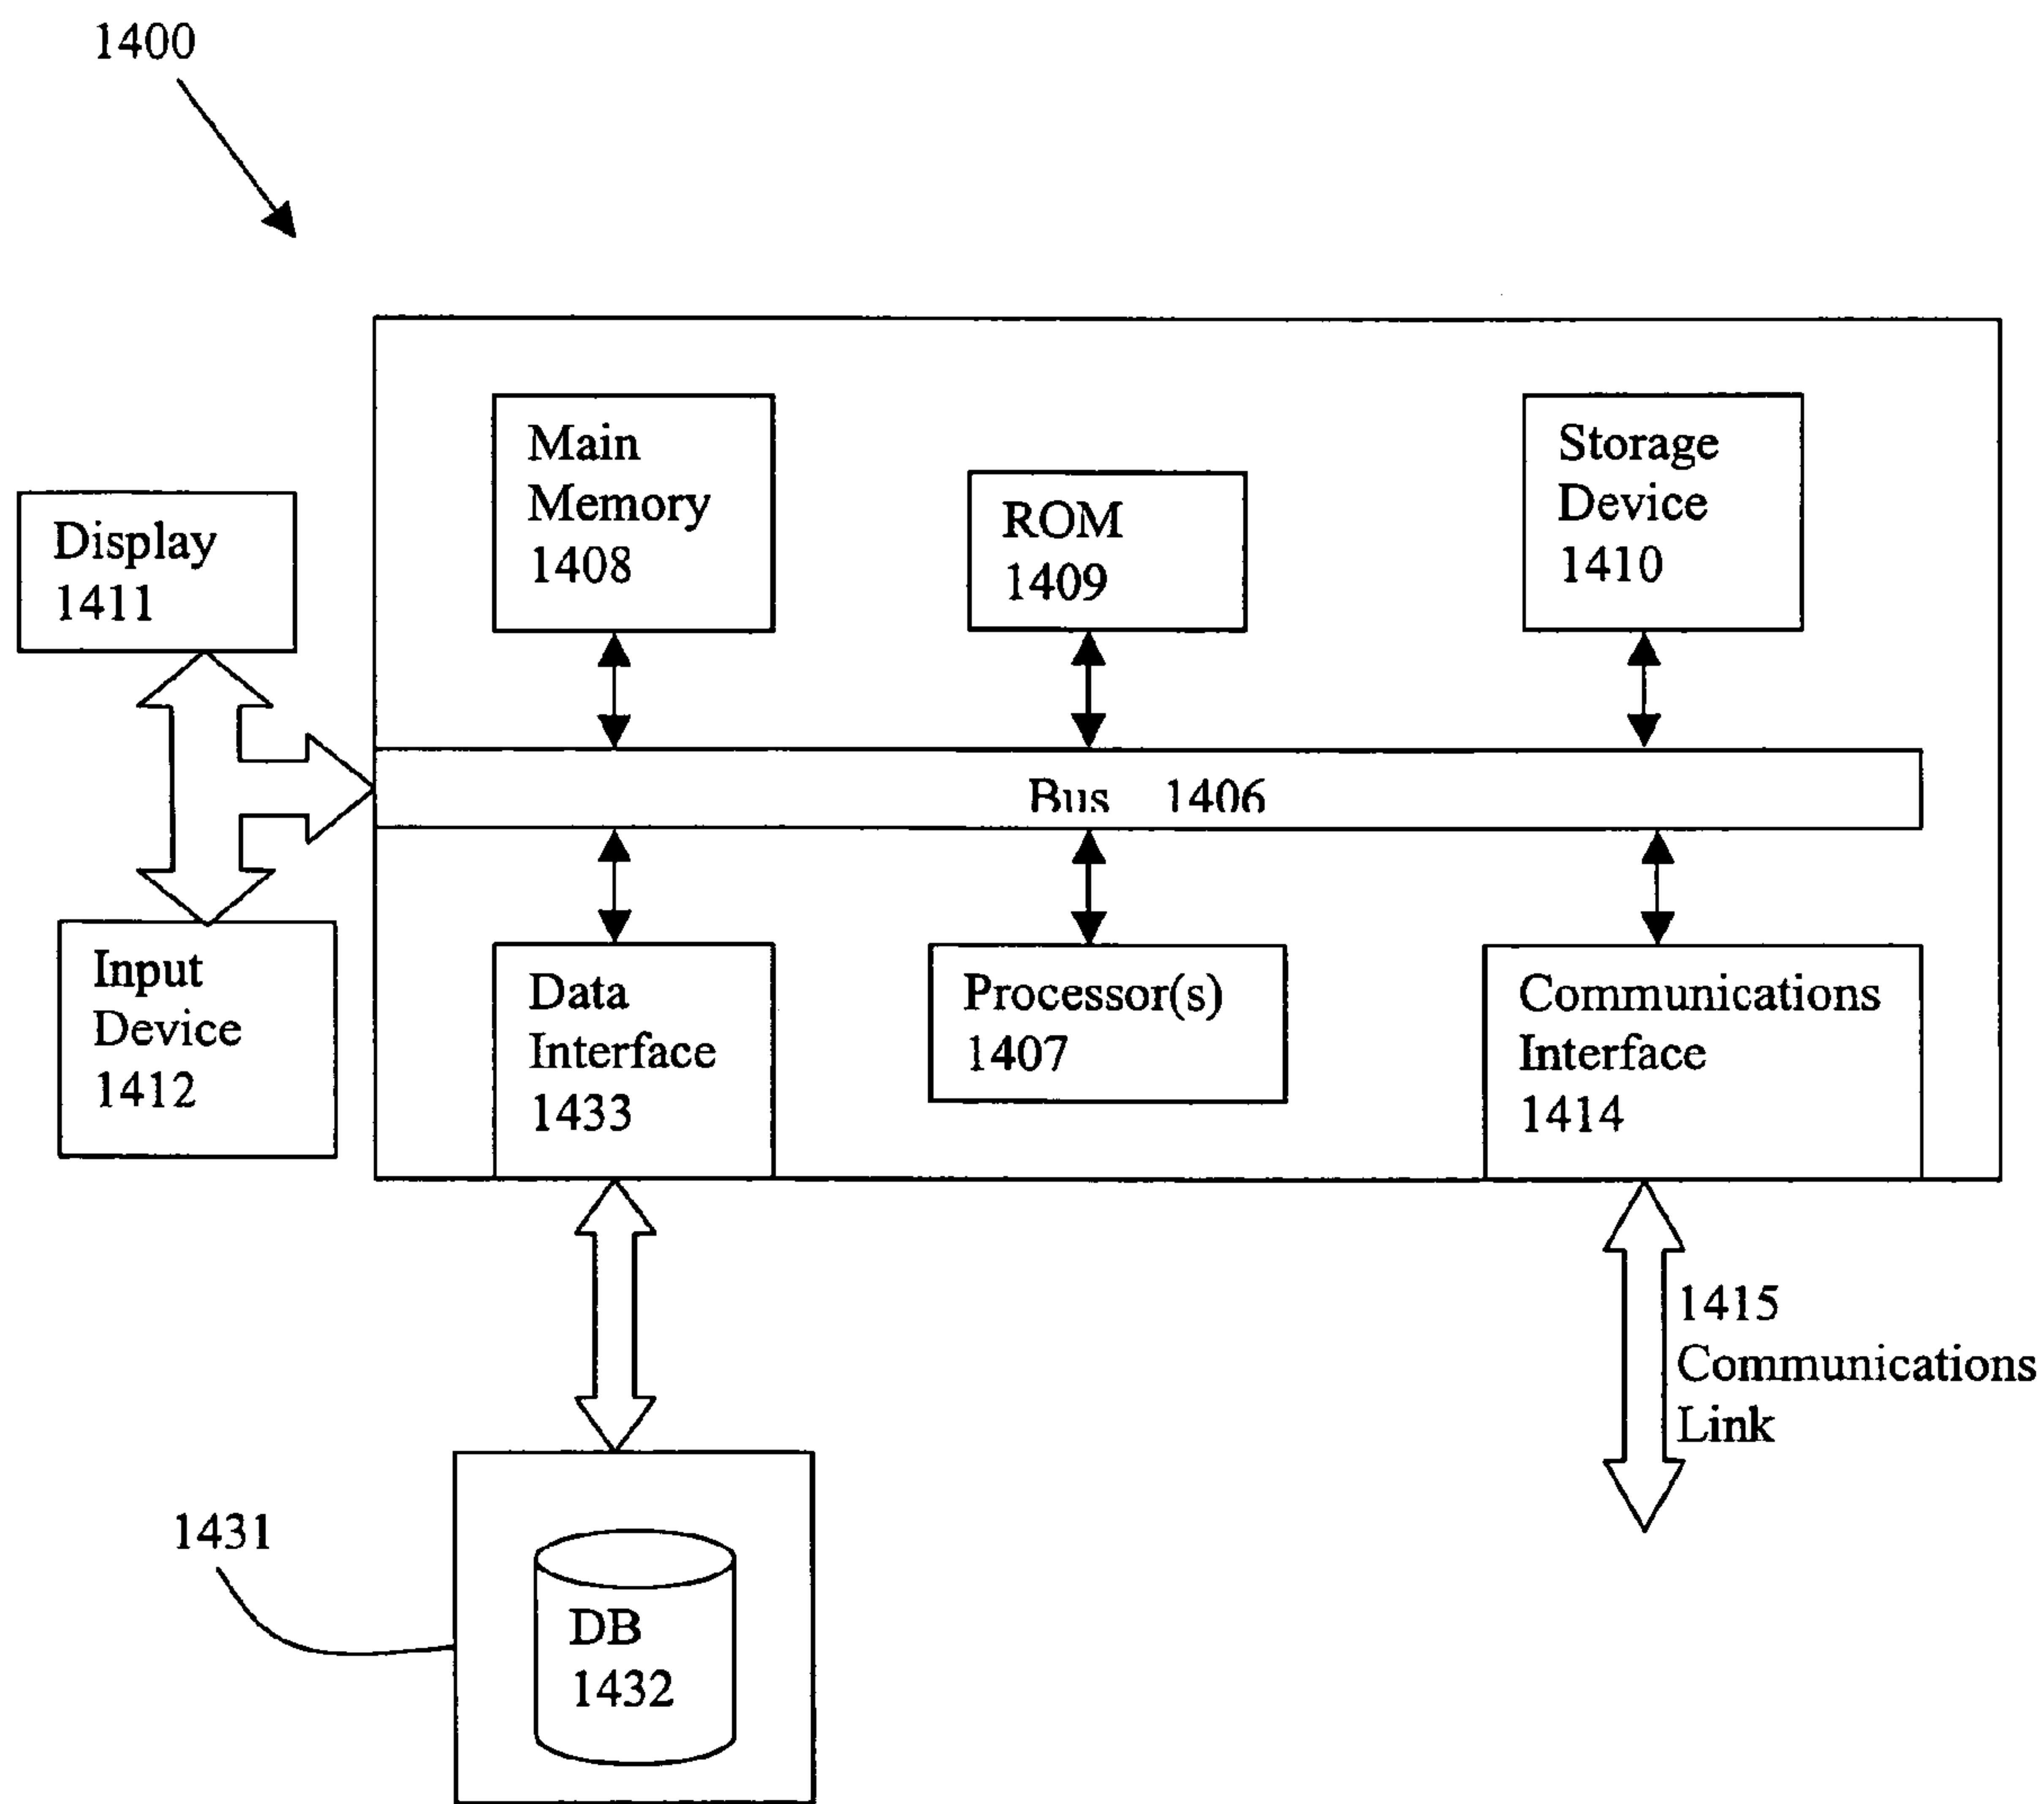 1400
Main
Memory
1408
ROM
1409
Storage
Device
1410
Display
1411
Bus 1406
Input
Device
1412
Data
Interface
1433
Processor(s)
1407
Communications
Interface
1414
1415
Communications
Link
1431
DB
1432